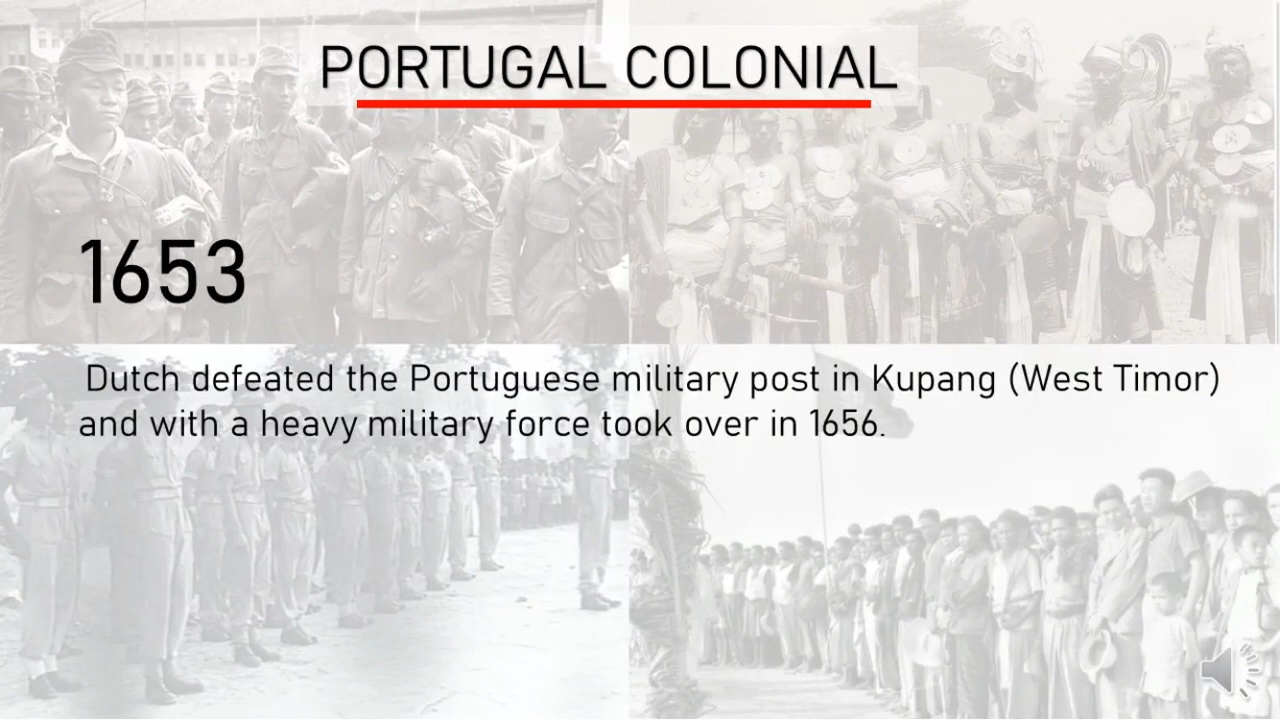 PORTUGAL COLONIAL
1653
Dutch defeated the Portuguese military post in Kupang (West Timor)
and with a heavy military force took over in 1656.